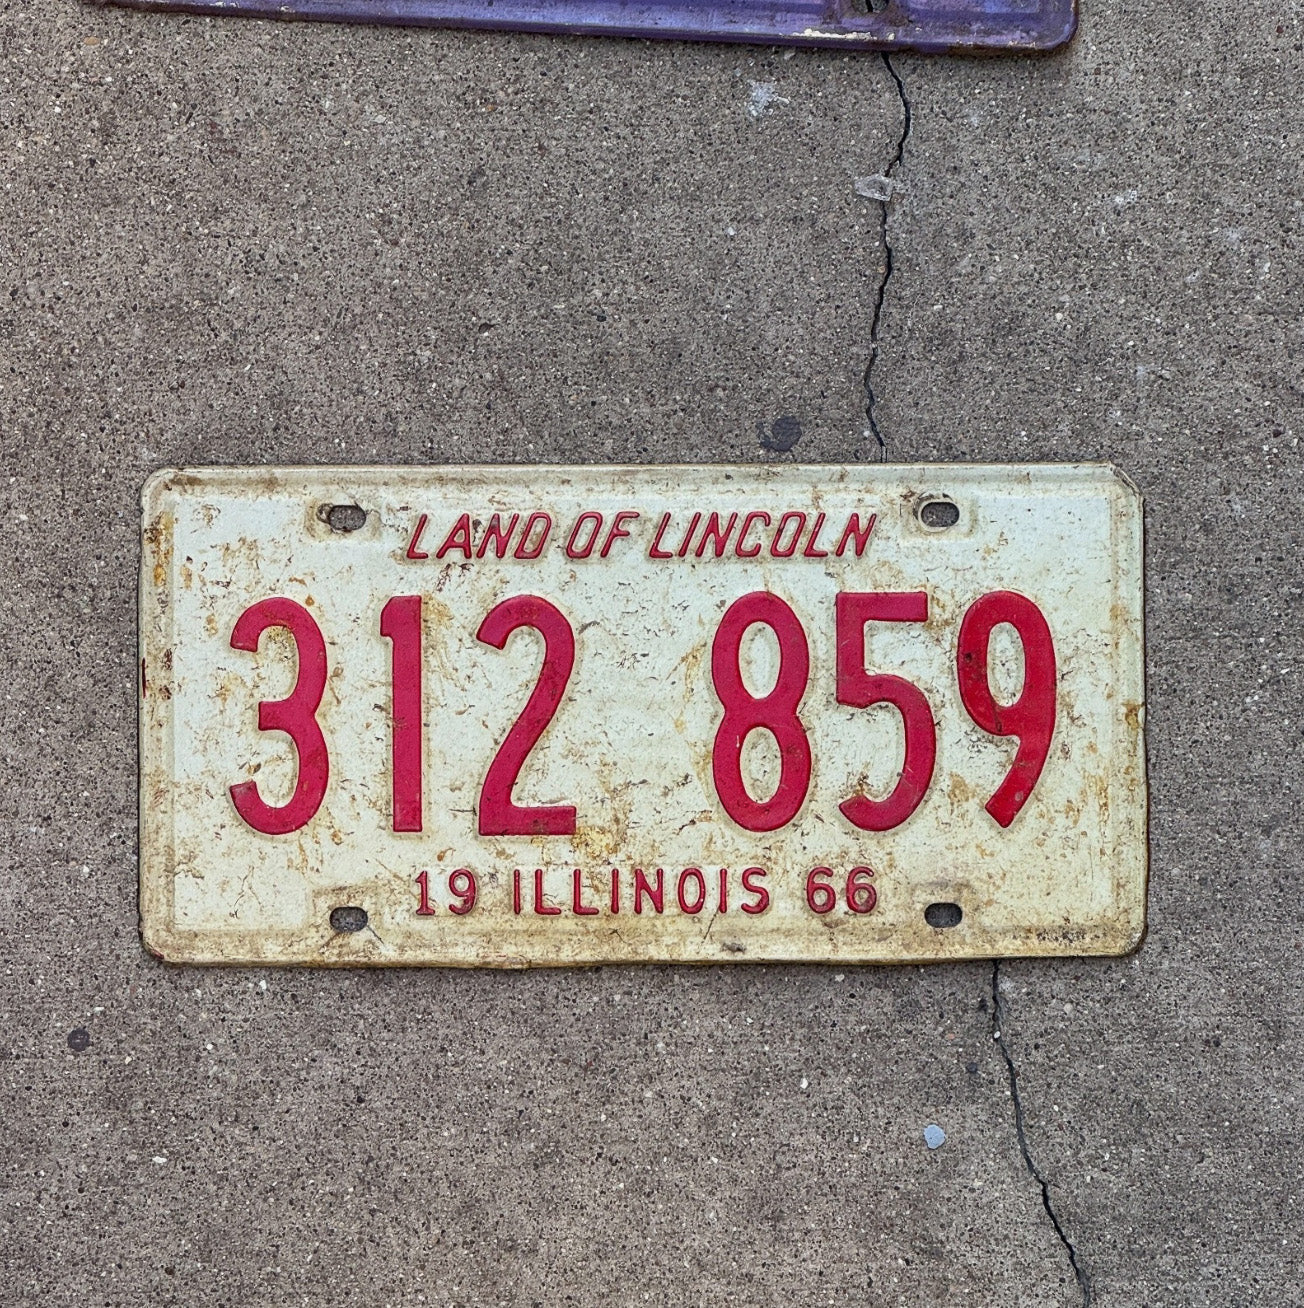 LAND OF LINCOLN
312 859
19 ILLINOIS 66